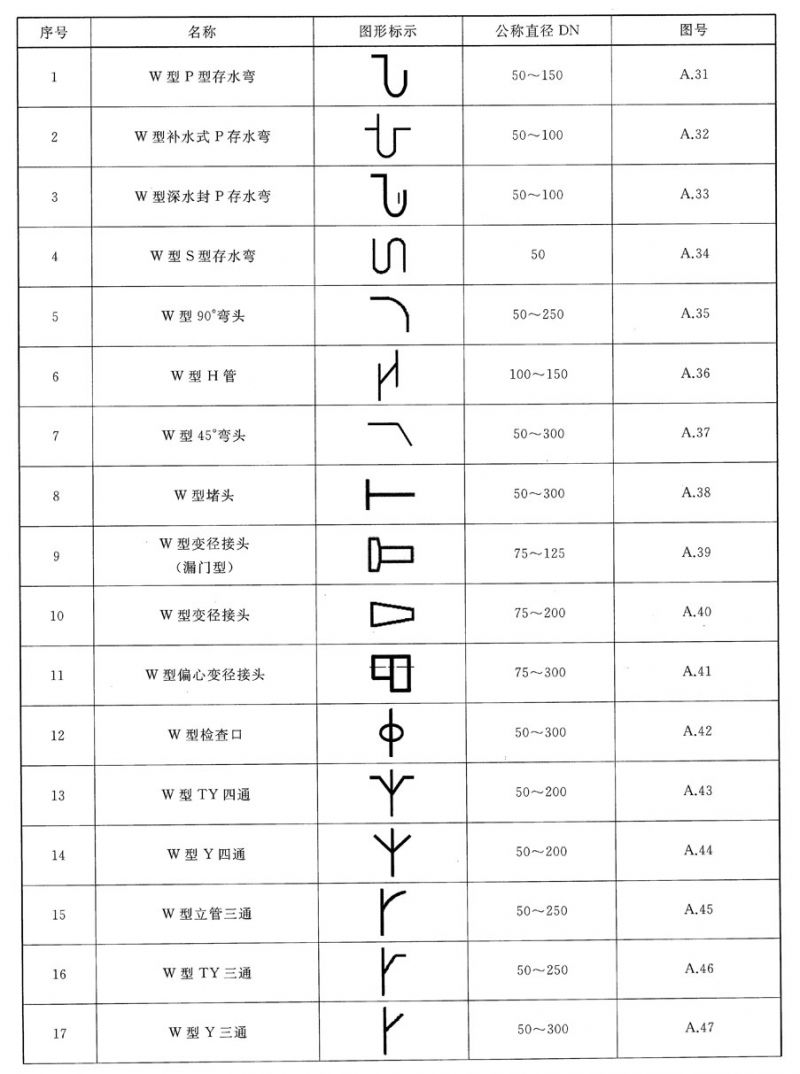 序号 名称 图形标示 公称直径 DN 图号
1 W 型 P 型存水弯 50～150 A.31
2 W 型补水式 P 存水弯 50～100 A.32
3 W 型深水封 P 存水弯 50～100 A.33
4 W 型 S 型存水弯 50 A.34
5 W 型 90°弯头 50～250 A.35
6 W 型 H 管 100～150 A.36
7 W 型 45°弯头 50～300 A.37
8 W 型堵头 50～300 A.38
9 W 型变径接头 75～125 A.39
（漏门型）
10 W 型变径接头 75～200 A.40
11 W 型偏心变径接头 75～300 A.41
12 W 型检查口 50～300 A.42
13 W 型 TY 四通 50～200 A.43
14 W 型 Y 四通 50～200 A.44
15 W 型立管三通 50～250 A.45
16 W 型 TY 三通 50～250 A.46
17 W 型 Y 三通 50～300 A.47